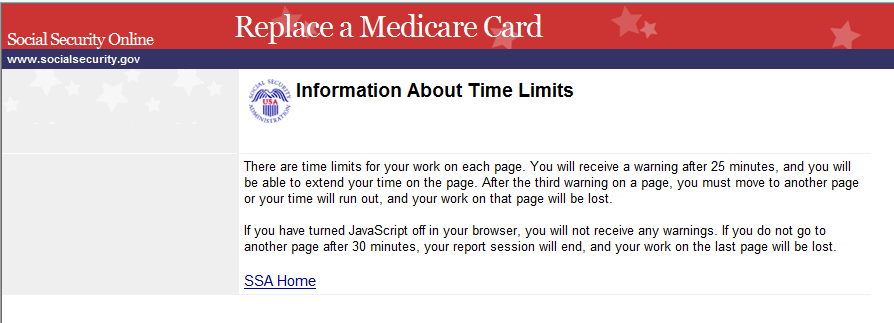 Replace a Medicare Card
Social Security Online
www.socialsecurity.gov
SOCIAL SECURITY
USA
ADMINISTRATION
Information About Time Limits
There are time limits for your work on each page. You will receive a warning after 25 minutes, and you will
be able to extend your time on the page. After the third warning on a page, you must move to another page
or your time will run out, and your work on that page will be lost.
If you have turned JavaScript off in your browser, you will not receive any warnings. If you do not go to
another page after 30 minutes, your report session will end, and your work on the last page will be lost.
SSA Home